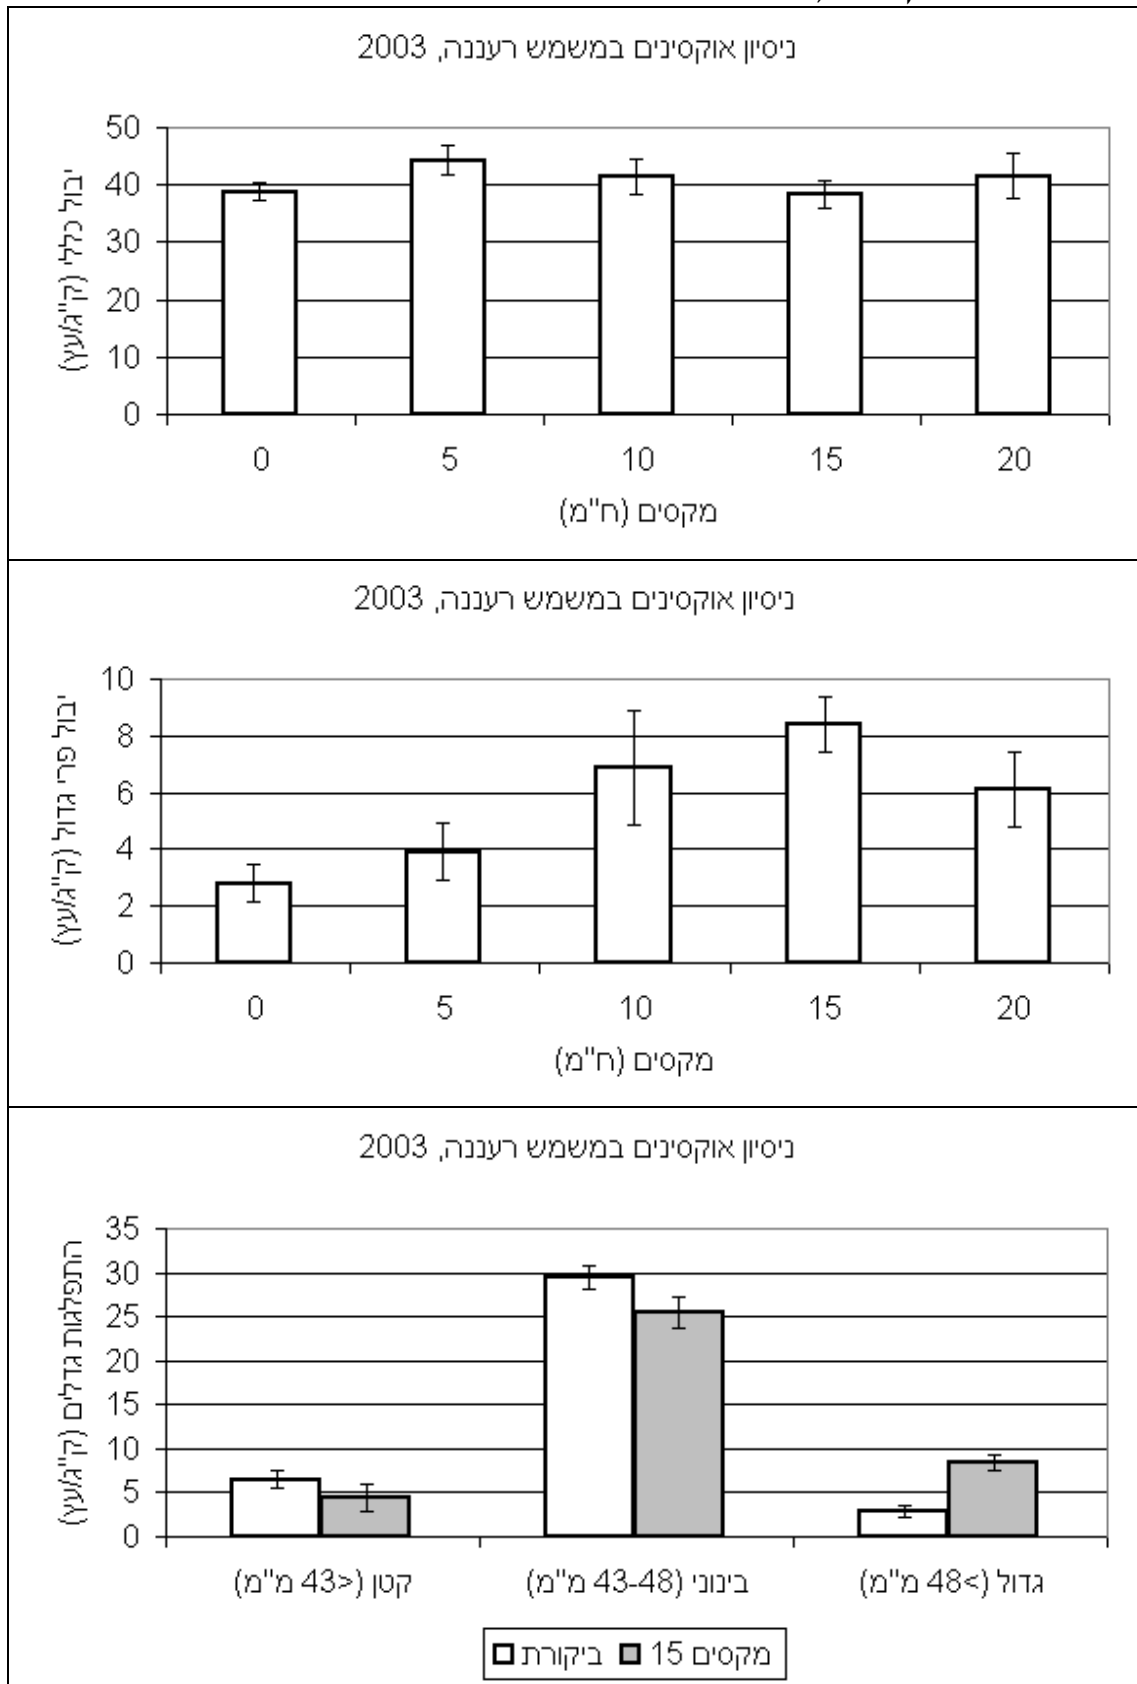 ניסיון אוקסינים במשמש רעננה, 2003
יבול כללי (ק"ג/עץ)
50
40
30
20
10
0
0 5 10 15 20
מקסים (ח"מ)
ניסיון אוקסינים במשמש רעננה, 2003
יבול פרי גדול (ק"ג/עץ)
10
8
6
4
2
0
0 5 10 15 20
מקסים (ח"מ)
ניסיון אוקסינים במשמש רעננה, 2003
התפלגות גדלים (ק"ג/עץ)
35
30
25
20
15
10
5
0
קטן (<43 מ"מ) בינוני (43-48 מ"מ) גדול (>48 מ"מ)
ביקורת מקסים 15